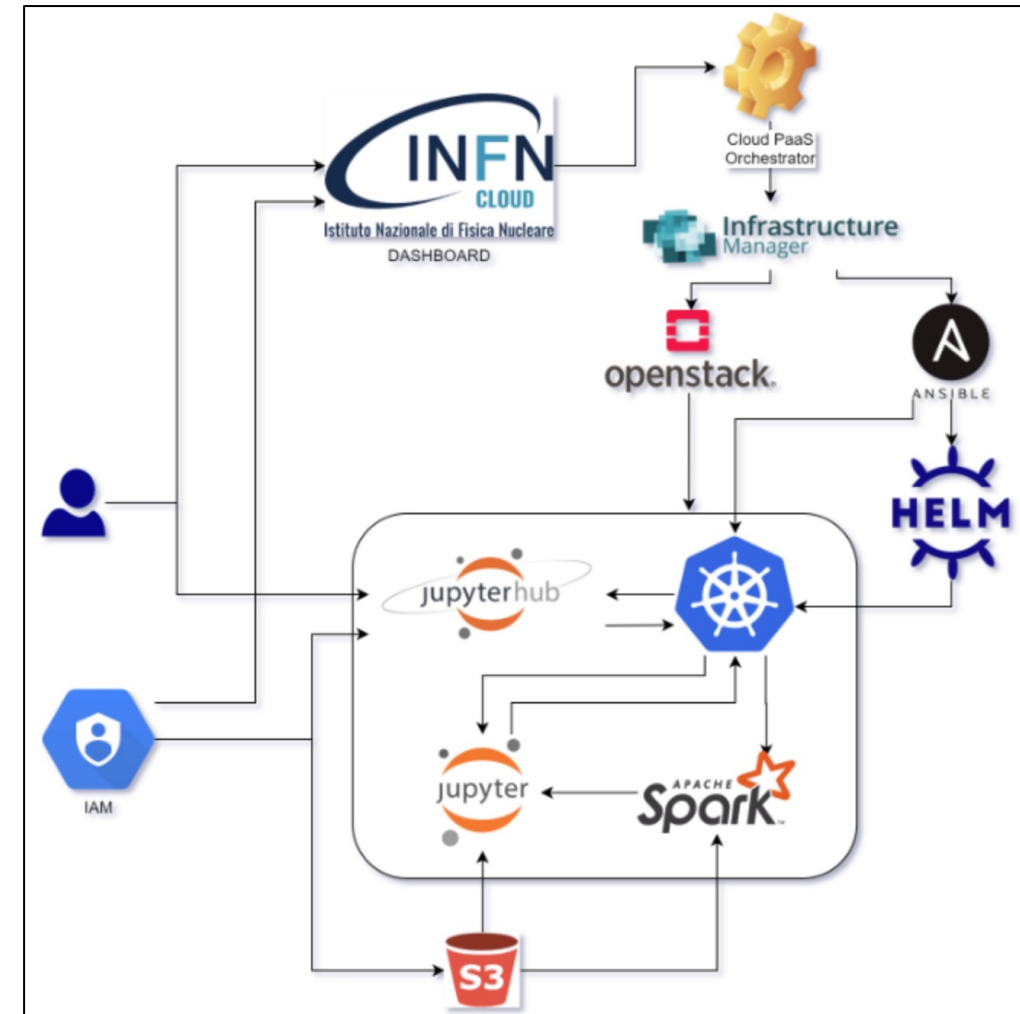 Cloud PaaS
Orchestrator
INFN
CLOUD
Istituto Nazionale di Fisica Nucleare
DASHBOARD
Infrastructure
Manager
openstack.
ANSIBLE
HELM
jupyterhub
IAM
jupyter
APACHE
Spark™
S3